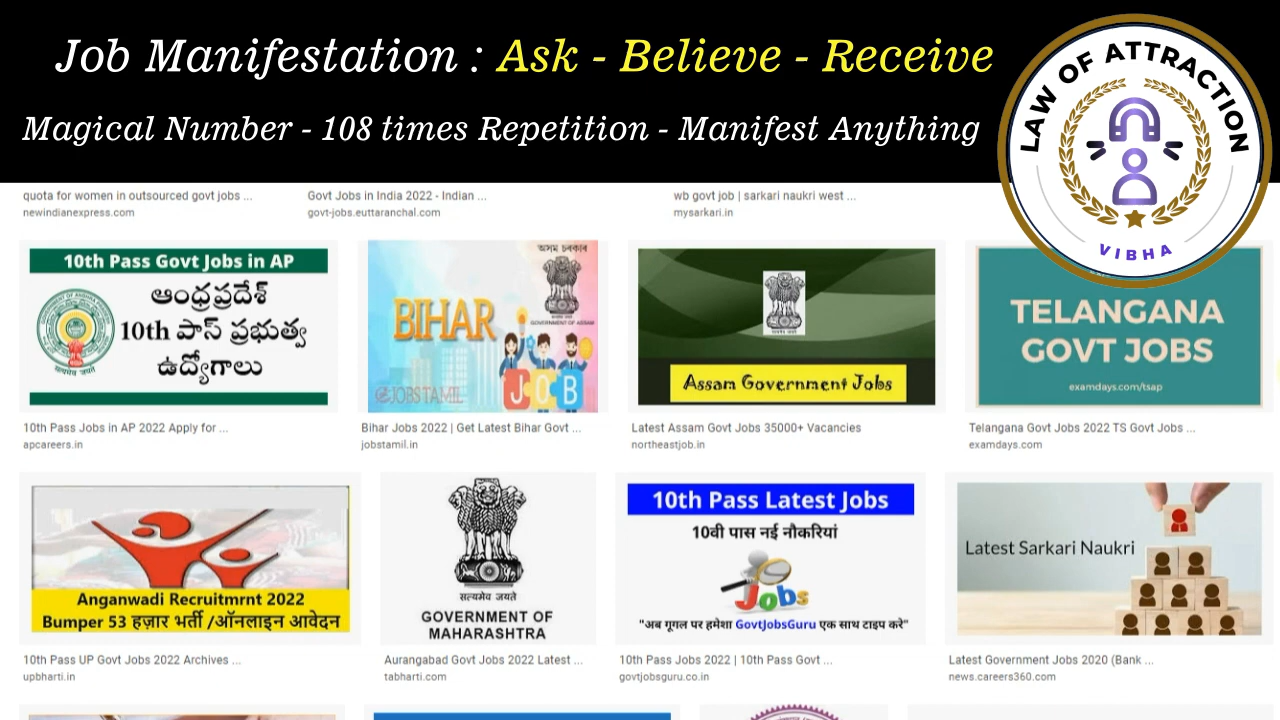 Job Manifestation : Ask - Believe - Receive
Magical Number - 108 times Repetition - Manifest Anything
LAW OF ATTRACTION
VIBHA
quota for women in outsourced govt jobs ...
newindianexpress.com
Govt Jobs in India 2022 - Indian ...
govt-jobs.euttaranchal.com
wb govt job | sarkari naukri west ...
mysarkari.in
10th Pass Govt Jobs in AP
ఆంధ్రప్రదేశ్
10th పాస్ ప్రభుత్వ
ఉద్యోగాలు
सत्यमेव जयते
10th Pass Jobs in AP 2022 Apply for ...
apcareers.in
অসম চৰকাৰ
GOVERNMENT OF ASSAM
BIHAR
JOB
@JOBSTAMIL
Bihar Jobs 2022 | Get Latest Bihar Govt ...
jobstamil.in
सत्यमेव जयते
Assam Government Jobs
Latest Assam Govt Jobs 35000+ Vacancies
northeastjob.in
TELANGANA
GOVT JOBS
examdays.com/tsap
Telangana Govt Jobs 2022 TS Govt Jobs ...
examdays.com
Anganwadi Recruitmrnt 2022
Bumper 53 हज़ार भर्ती /ऑनलाइन आवेदन
10th Pass UP Govt Jobs 2022 Archives ...
upbharti.in
सत्यमेव जयते
GOVERNMENT OF
MAHARASHTRA
Aurangabad Govt Jobs 2022 Latest ...
tabharti.com
10th Pass Latest Jobs
10वी पास नई नौकरियां
Jobs
"अब गूगल पर हमेशा GovtJobsGuru एक साथ टाइप करे"
10th Pass Jobs 2022 | 10th Pass Govt ...
govtjobsguru.co.in
Latest Sarkari Naukri
Latest Government Jobs 2020 (Bank ...
news.careers360.com